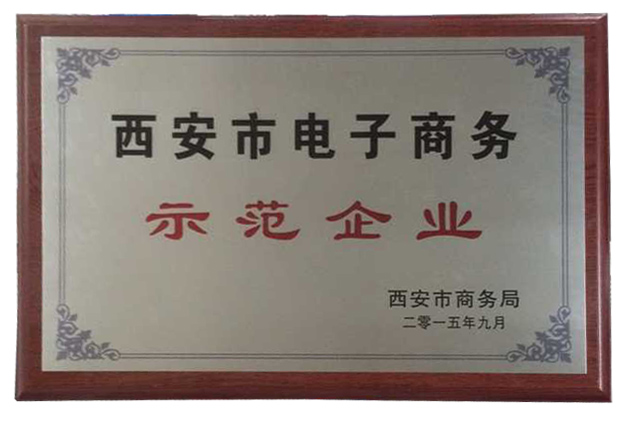 西安市电子商务
示范企业
西安市商务局
二零一五年九月